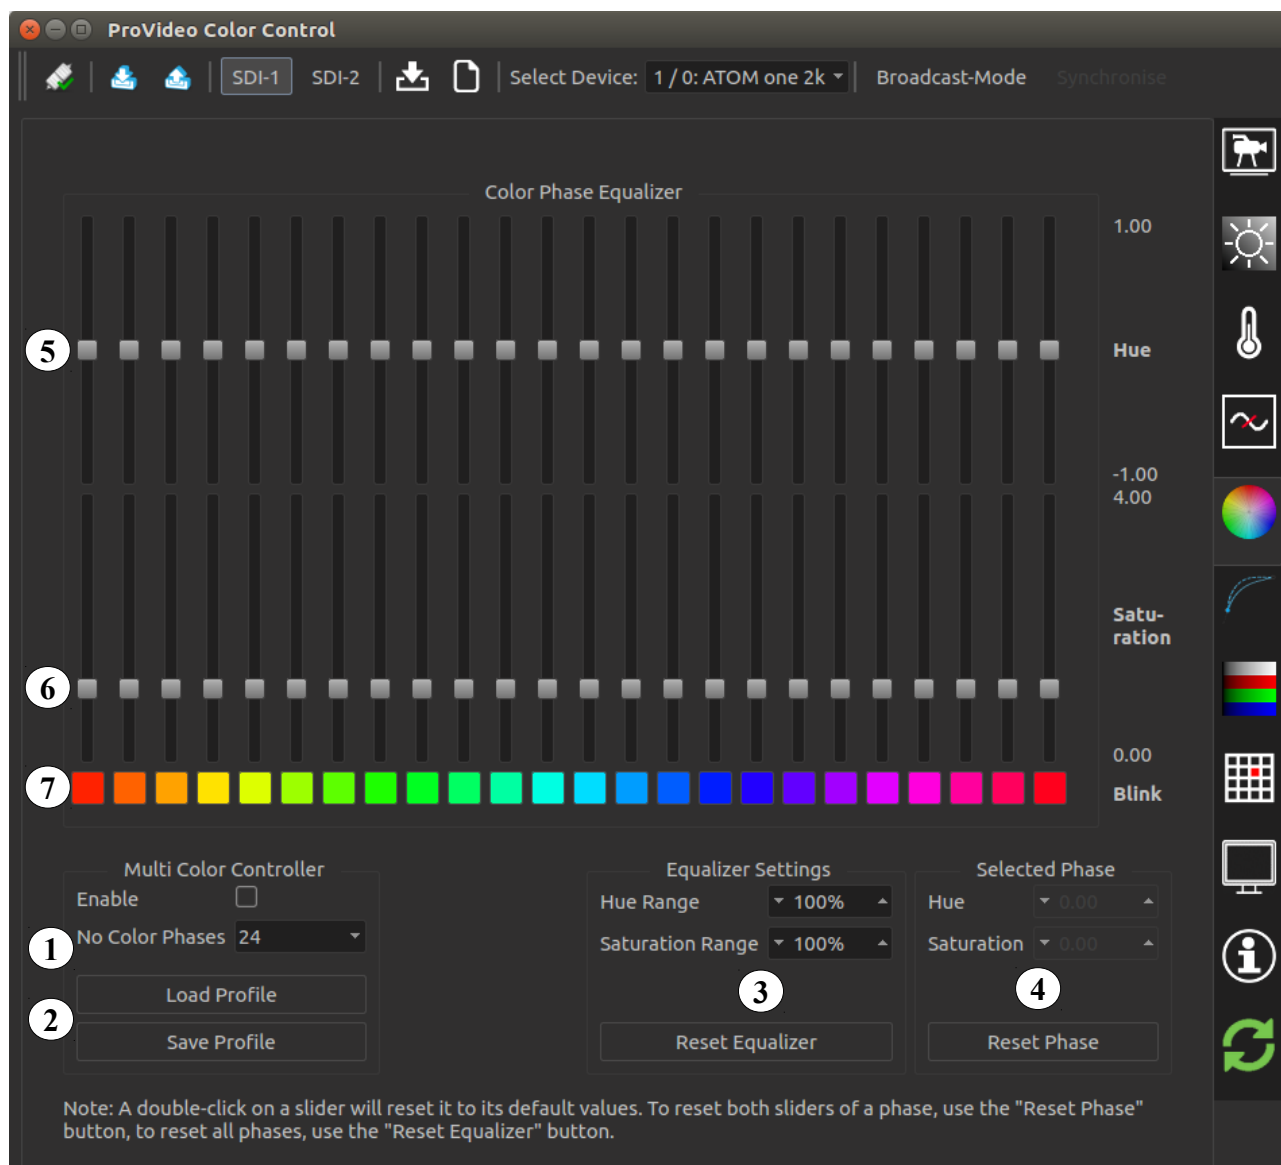 ProVideo Color Control
SDI-1 SDI-2 Select Device: 1 / 0: ATOM one 2k Broadcast-Mode Synchronise
Color Phase Equalizer
1.00
5 Hue
-1.00
4.00
Satu-
ration
6
0.00
7 Blink
Multi Color Controller Equalizer Settings Selected Phase
Enable Hue Range 100% Hue 0.00
1 No Color Phases 24 Saturation Range 100% Saturation 0.00
2 Load Profile 3 4
Save Profile Reset Equalizer Reset Phase
Note: A double-click on a slider will reset it to its default values. To reset both sliders of a phase, use the "Reset Phase"
button, to reset all phases, use the "Reset Equalizer" button.